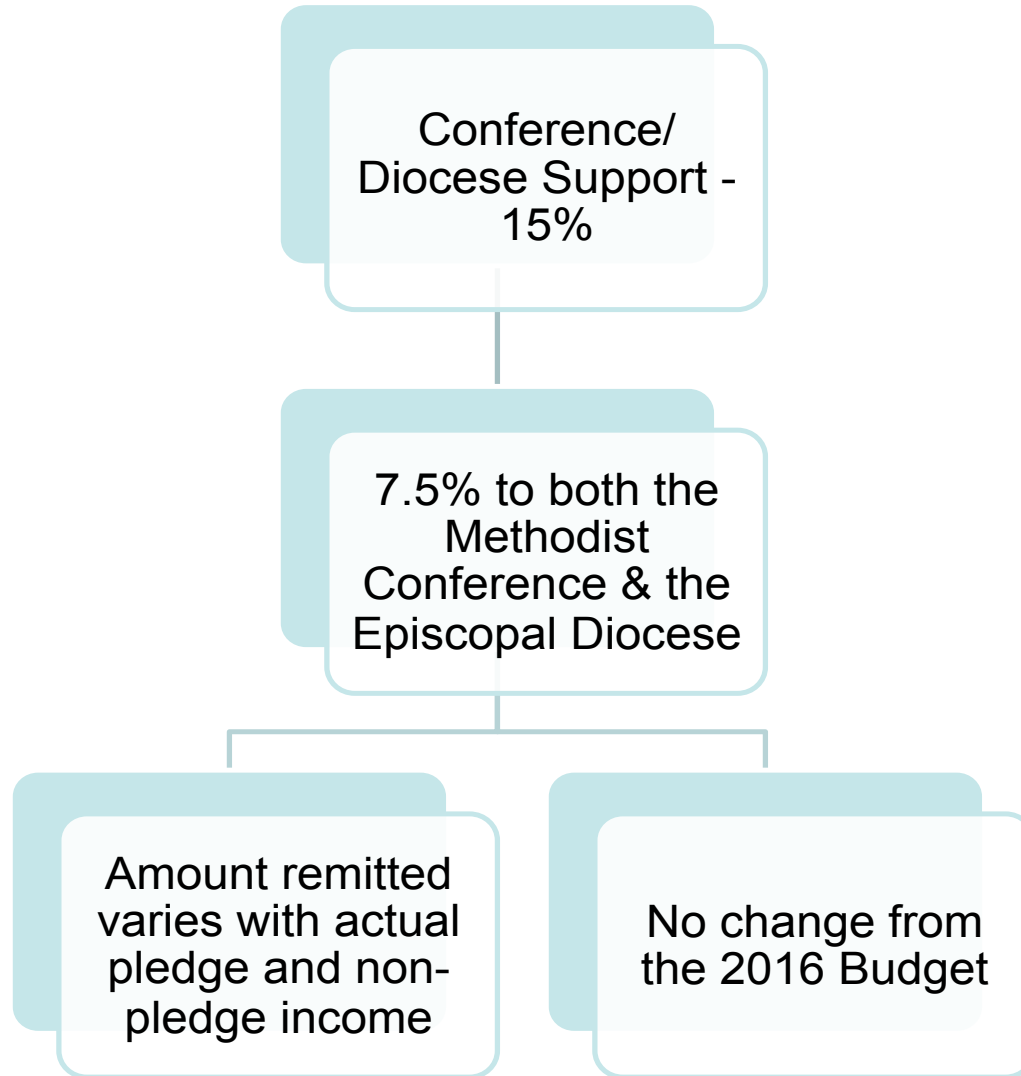 Conference/
Diocese Support -
15%
7.5% to both the
Methodist
Conference & the
Episcopal Diocese
Amount remitted
varies with actual
pledge and non-
pledge income
No change from
the 2016 Budget